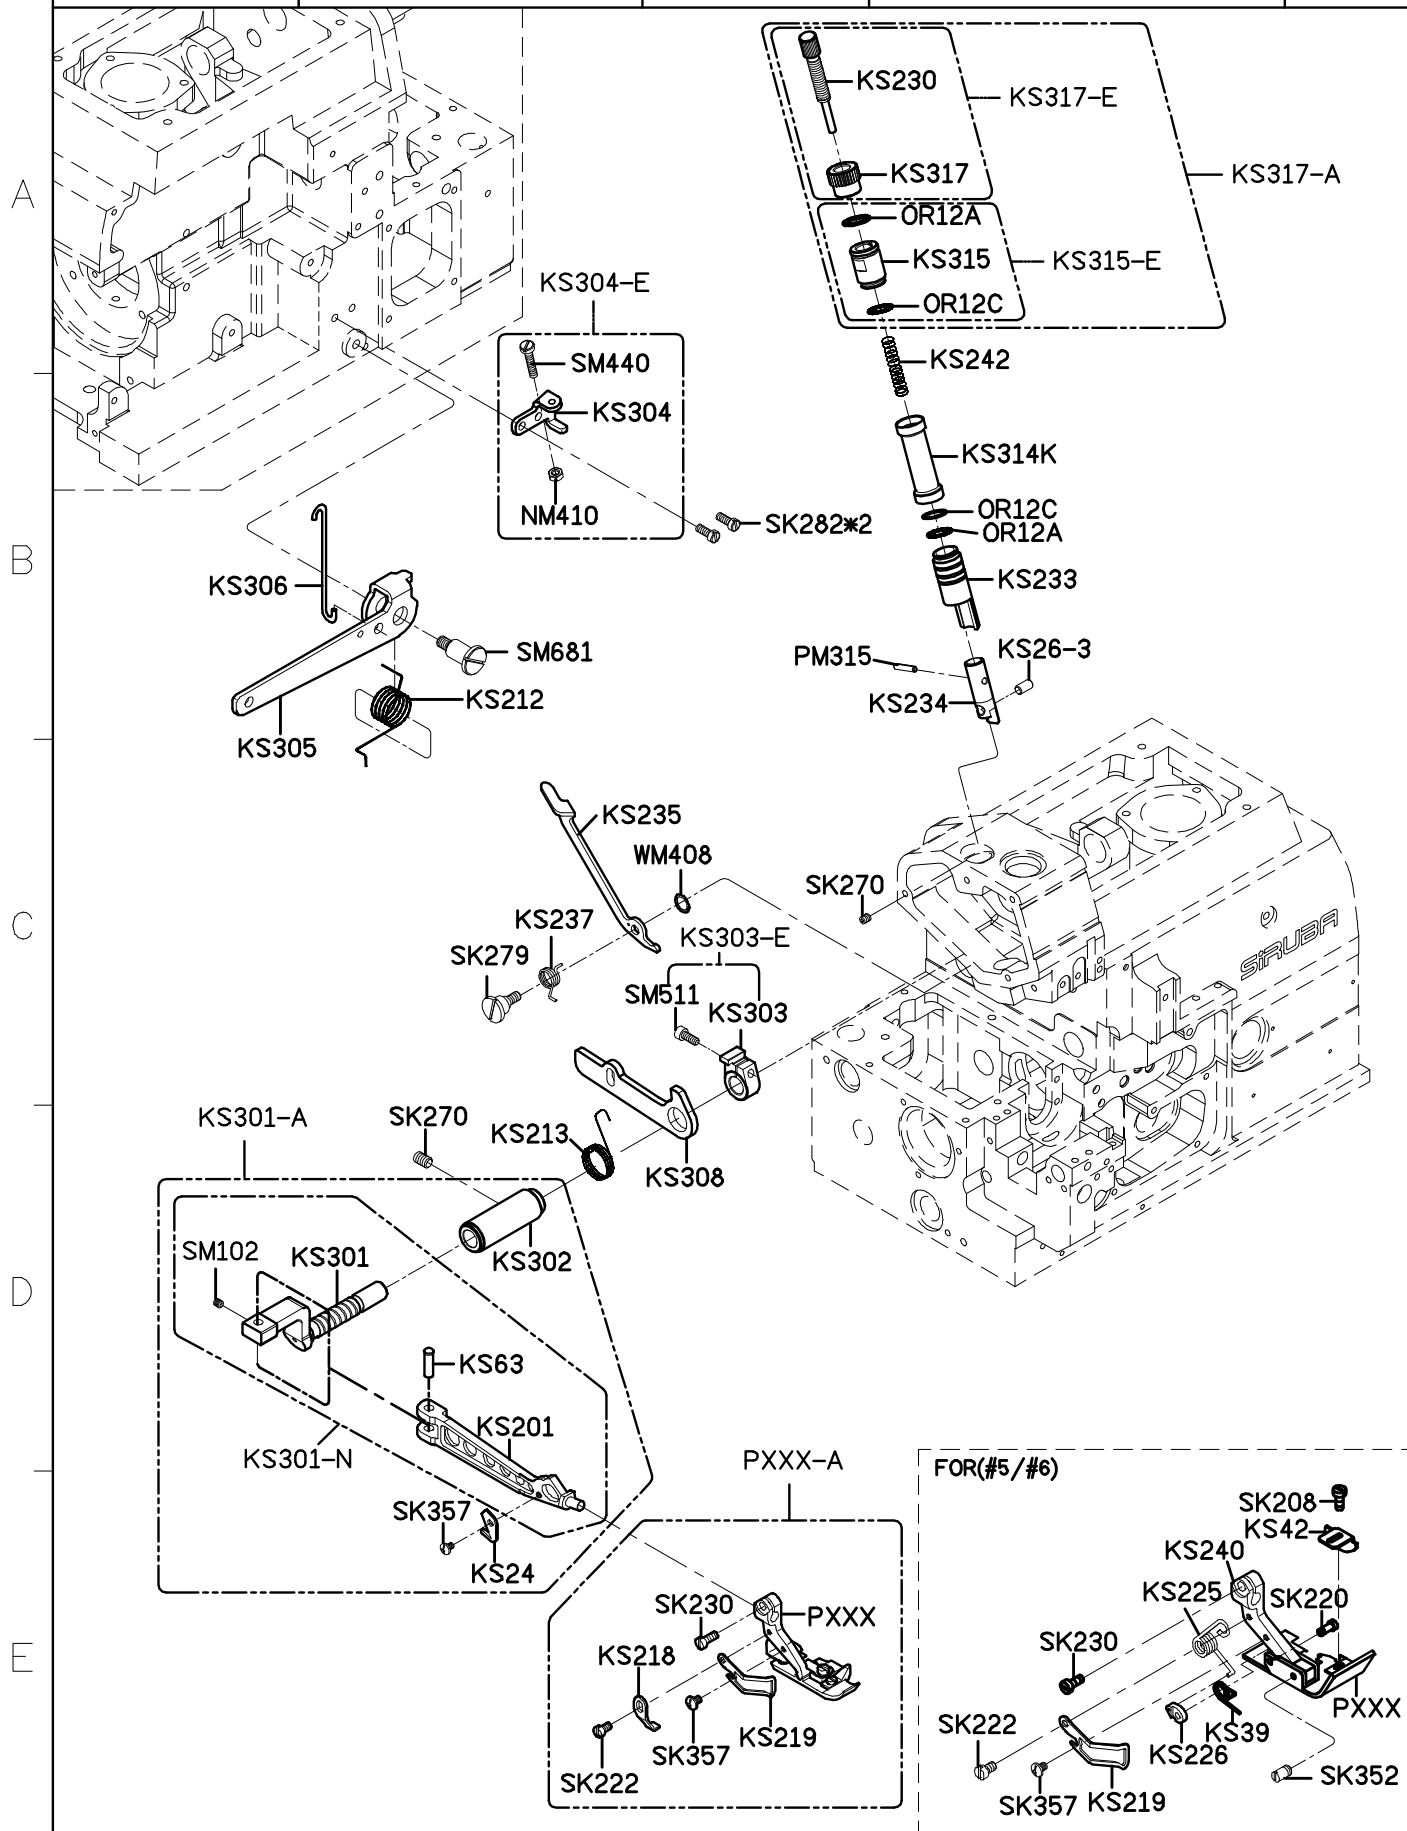 KS230
KS317-E
KS317
KS317-A
A
OR12A
KS315
KS315-E
KS304-E
OR12C
KS242
SM440
KS304
KS314K
NM410
SK282*2
OR12C
OR12A
B
KS306
KS233
SM681
PM315
KS26-3
KS212
KS234
KS305
KS235
WM408
SK270
KS237
C
KS303-E
SK279
SIRUBA
SM511
KS303
KS301-A
SK270
KS213
KS308
SM102
KS301
KS302
D
KS63
KS201
KS301-N
PXXX-A
FOR(#5/#6)
SK357
SK208
KS42
KS24
KS240
KS225
SK220
SK230
PXXX
SK230
KS218
E
PXXX
KS219
SK222
KS39
SK357
KS226
SK222
SK352
SK357
KS219